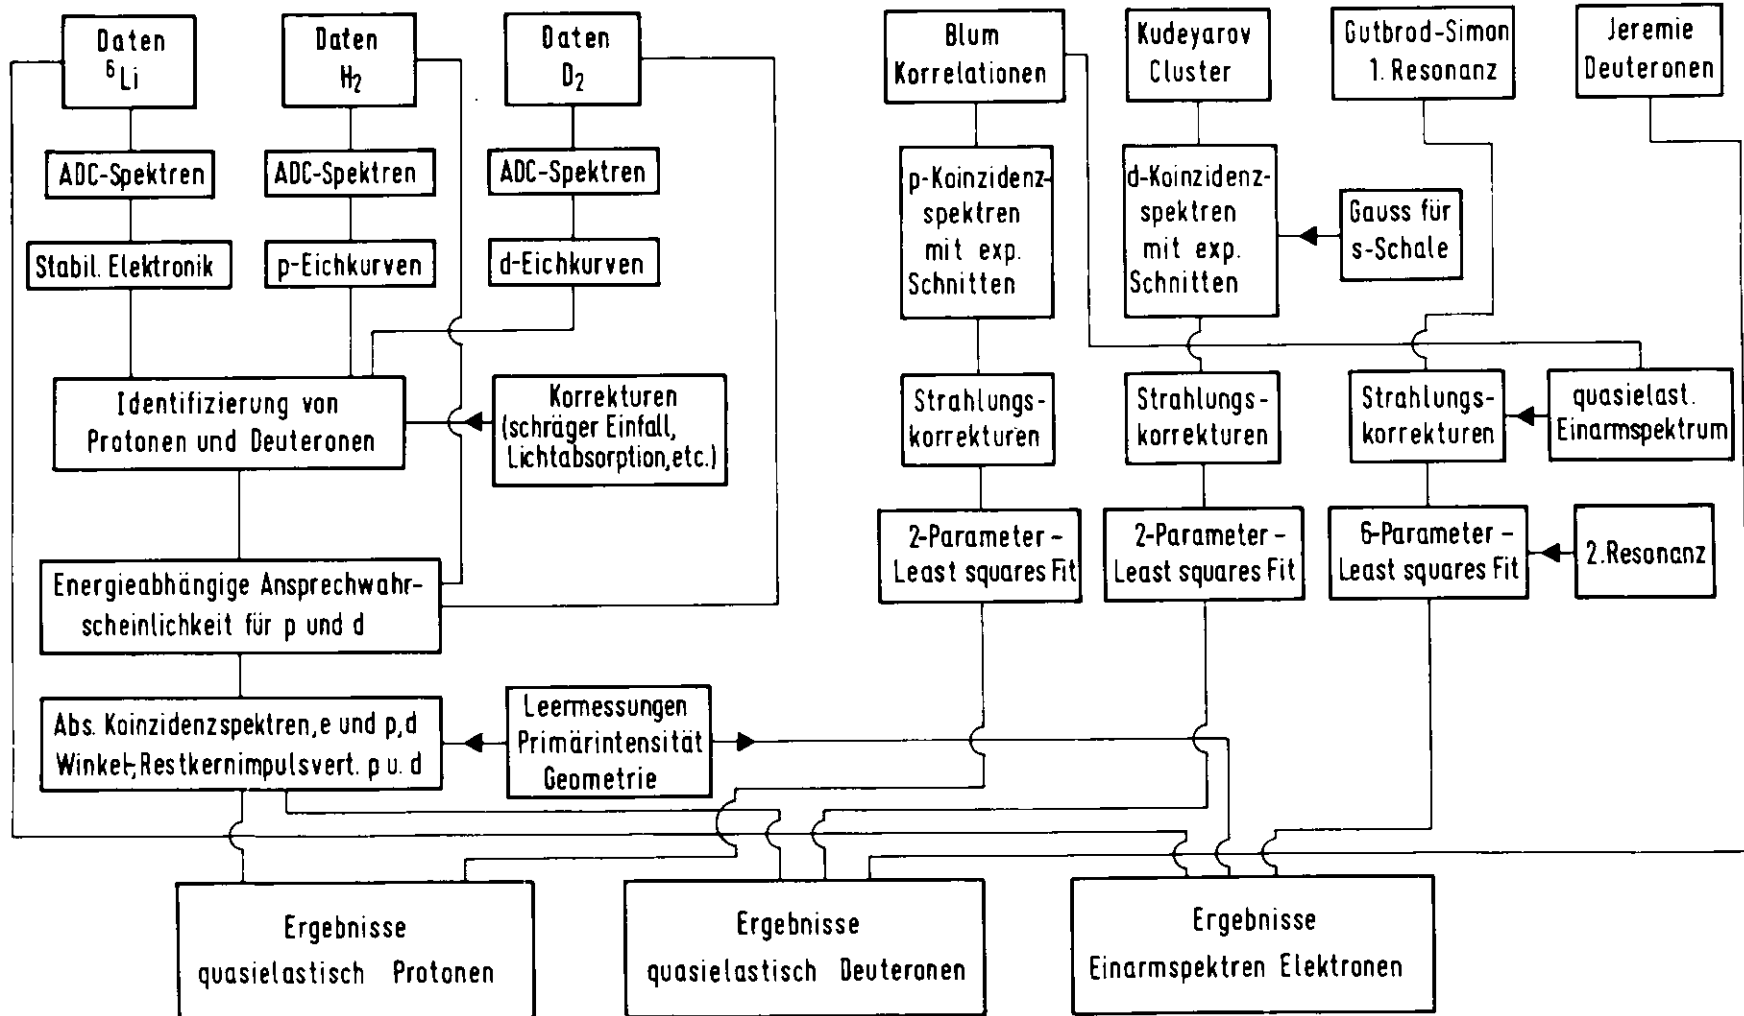 Daten
⁶Li
Daten
H₂
Daten
D₂
Blum
Korrelationen
Kudeyarov
Cluster
Gutbrod-Simon
1. Resonanz
Jeremie
Deuteronen
ADC-Spektren
ADC-Spektren
ADC-Spektren
p-Koinzidenz-
spektren
mit exp.
Schnitten
d-Koinzidenz-
spektren
mit exp.
Schnitten
Gauss für
s-Schale
Stabil. Elektronik
p-Eichkurven
d-Eichkurven
Identifizierung von
Protonen und Deuteronen
Korrekturen
(schräger Einfall,
Lichtabsorption, etc.)
Strahlungs-
korrekturen
Strahlungs-
korrekturen
Strahlungs-
korrekturen
quasielast.
Einarmspektrum
2-Parameter-
Least squares Fit
2-Parameter-
Least squares Fit
6-Parameter-
Least squares Fit
2. Resonanz
Energieabhängige Ansprechwahr-
scheinlichkeit für p und d
Abs. Koinzidenzspektren, e und p, d
Winkel-, Restkernimpulsvert. p u. d
Leermessungen
Primärintensität
Geometrie
Ergebnisse
quasielastisch Protonen
Ergebnisse
quasielastisch Deuteronen
Ergebnisse
Einarmspektren Elektronen